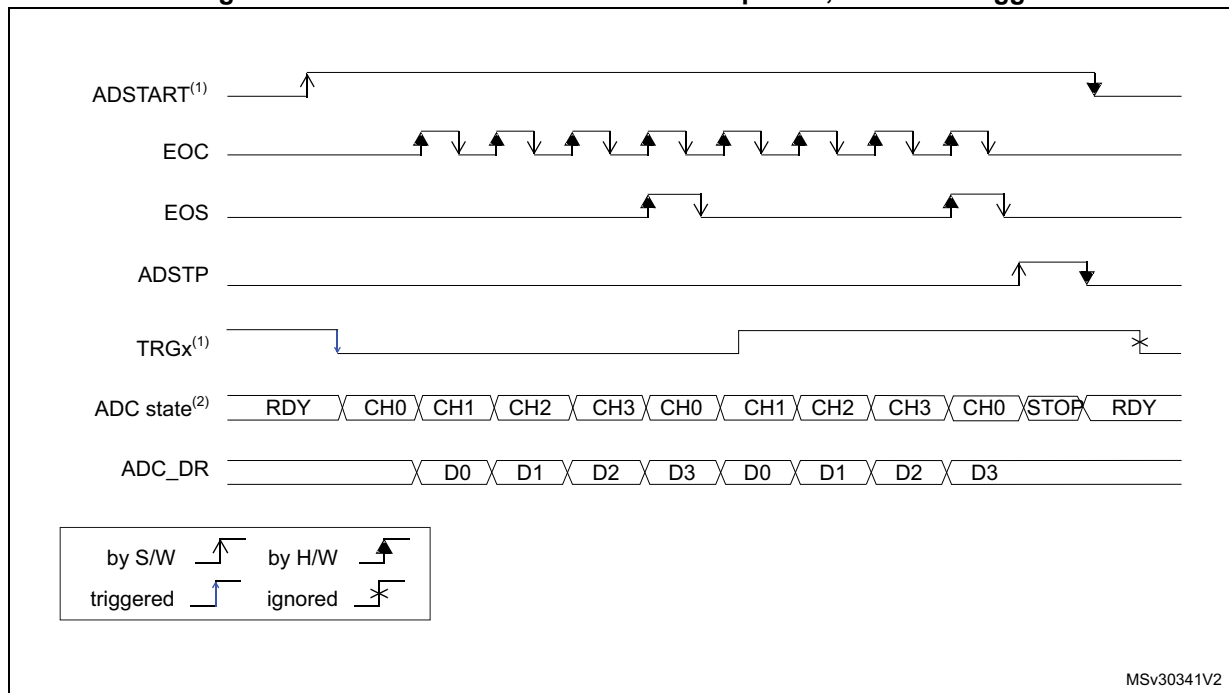 ADSTART(1)
EOC
EOS
ADSTP
TRGx(1)
ADC state(2) RDY CH0 CH1 CH2 CH3 CH0 CH1 CH2 CH3 CH0 STOP RDY
ADC_DR D0 D1 D2 D3 D0 D1 D2 D3
by S/W by H/W
triggered ignored
MSv30341V2